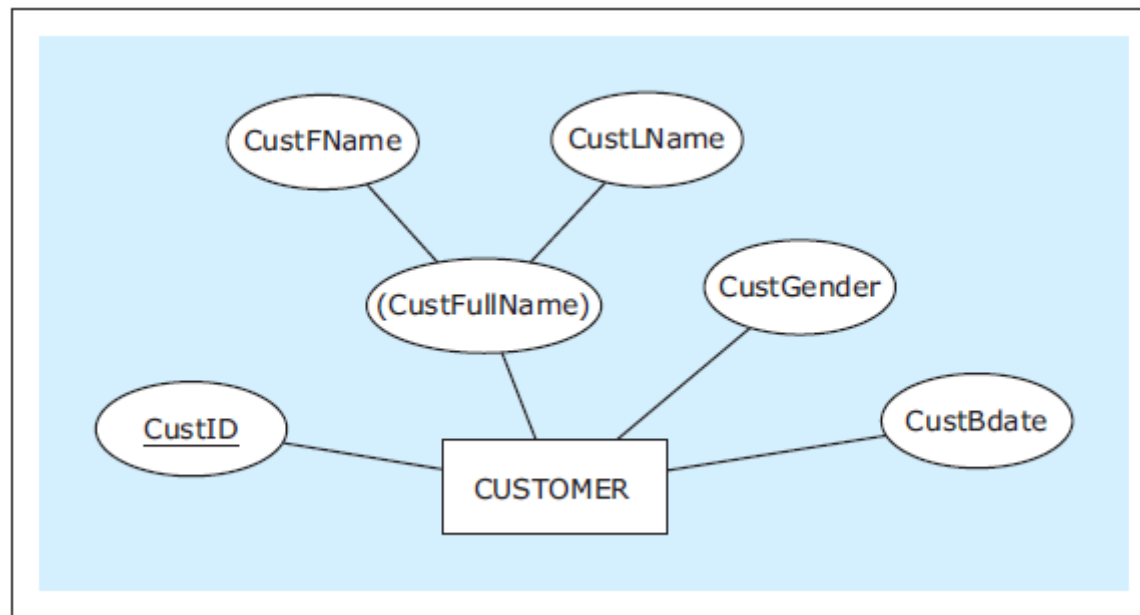 CustFName
CustLName
(CustFullName)
CustGender
CustID
CustBdate
CUSTOMER